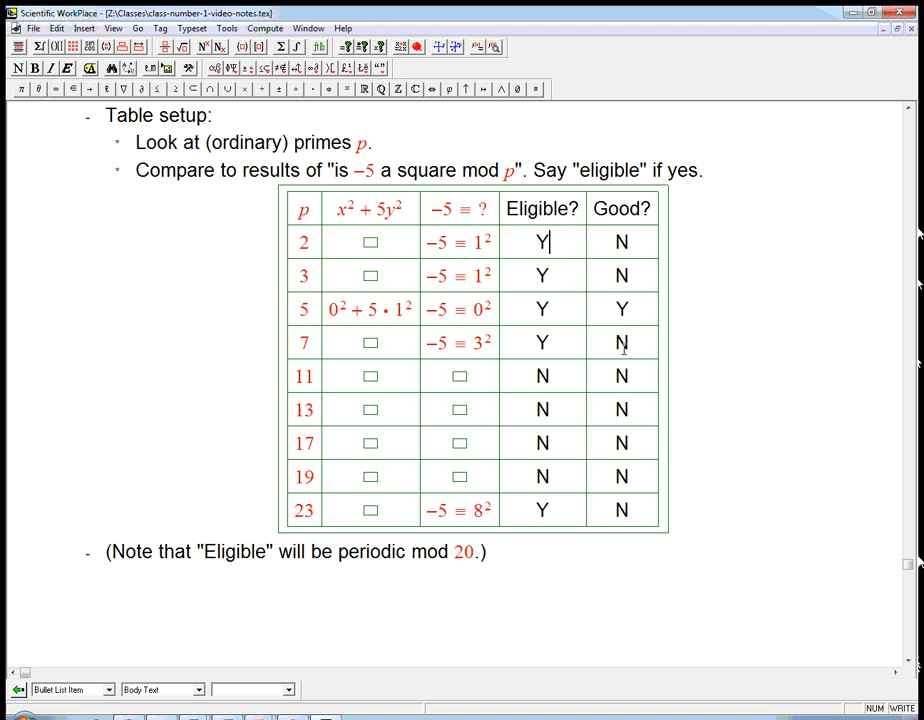 Scientific WorkPlace - [Z:\Classes\class-number-1-video-notes.tex]
File Edit Insert View Go Tag Typeset Tools Compute Window Help
- Table setup:
* Look at (ordinary) primes p.
* Compare to results of "is −5 a square mod p". Say "eligible" if yes.
p x² + 5y² −5 ≡ ? Eligible? Good?
2 −5 ≡ 1² Y N
3 −5 ≡ 1² Y N
5 0² + 5 • 1² −5 ≡ 0² Y Y
7 −5 ≡ 3² Y N
11 N N
13 N N
17 N N
19 N N
23 −5 ≡ 8² Y N
- (Note that "Eligible" will be periodic mod 20.)
Bullet List Item Body Text
NUM WRITE